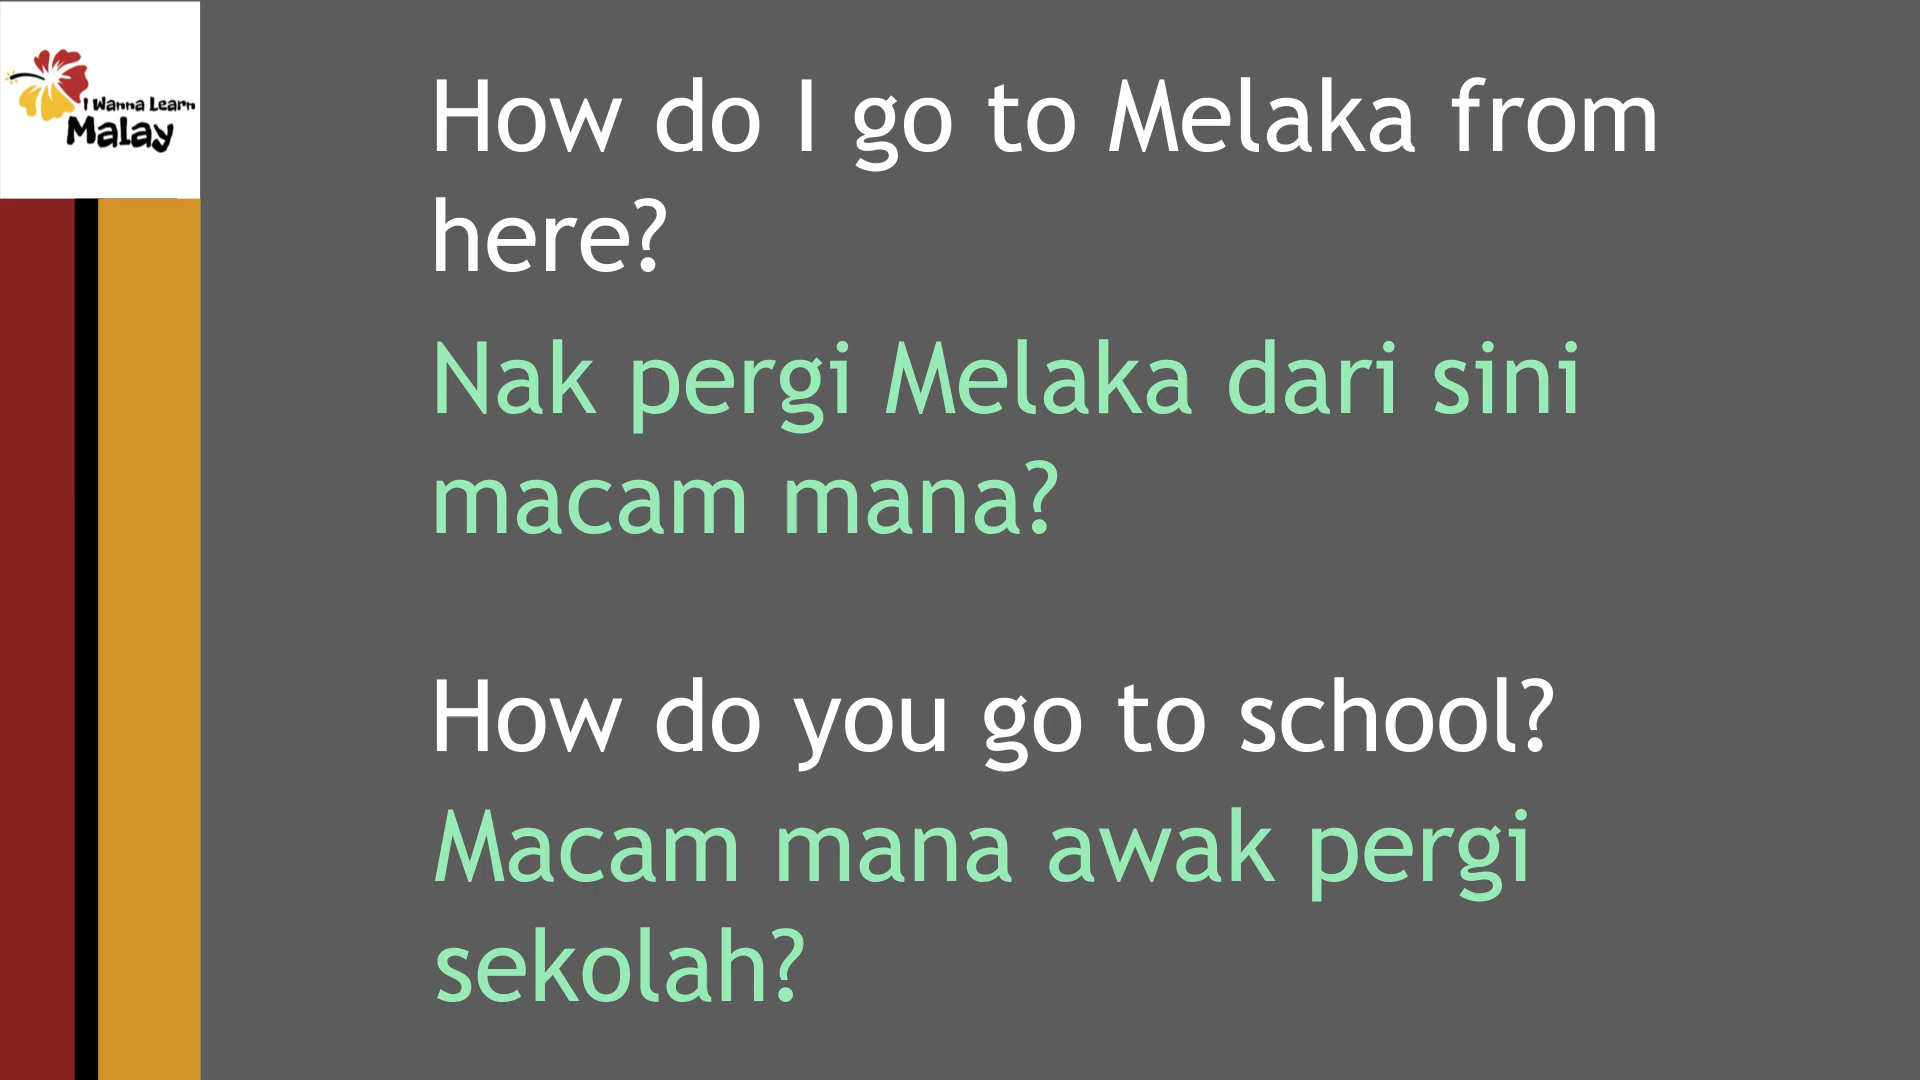 I Wanna Learn
Malay
How do I go to Melaka from
here?
Nak pergi Melaka dari sini
macam mana?
How do you go to school?
Macam mana awak pergi
sekolah?